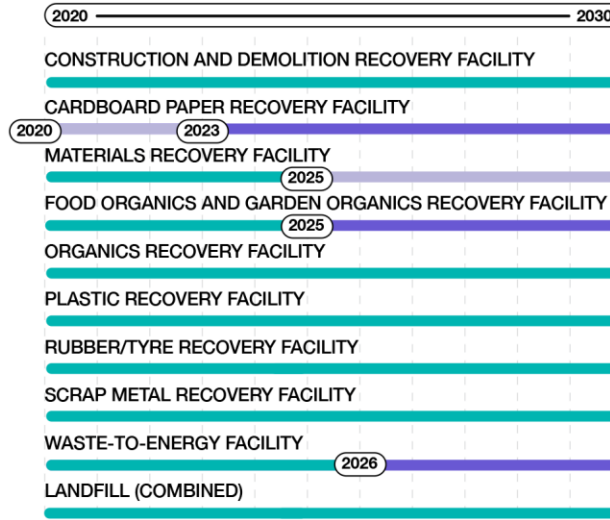 2020 2030
CONSTRUCTION AND DEMOLITION RECOVERY FACILITY
CARDBOARD PAPER RECOVERY FACILITY
2020 2023
MATERIALS RECOVERY FACILITY
2025
FOOD ORGANICS AND GARDEN ORGANICS RECOVERY FACILITY
2025
ORGANICS RECOVERY FACILITY
PLASTIC RECOVERY FACILITY
RUBBER/TYRE RECOVERY FACILITY
SCRAP METAL RECOVERY FACILITY
WASTE-TO-ENERGY FACILITY
2026
LANDFILL (COMBINED)